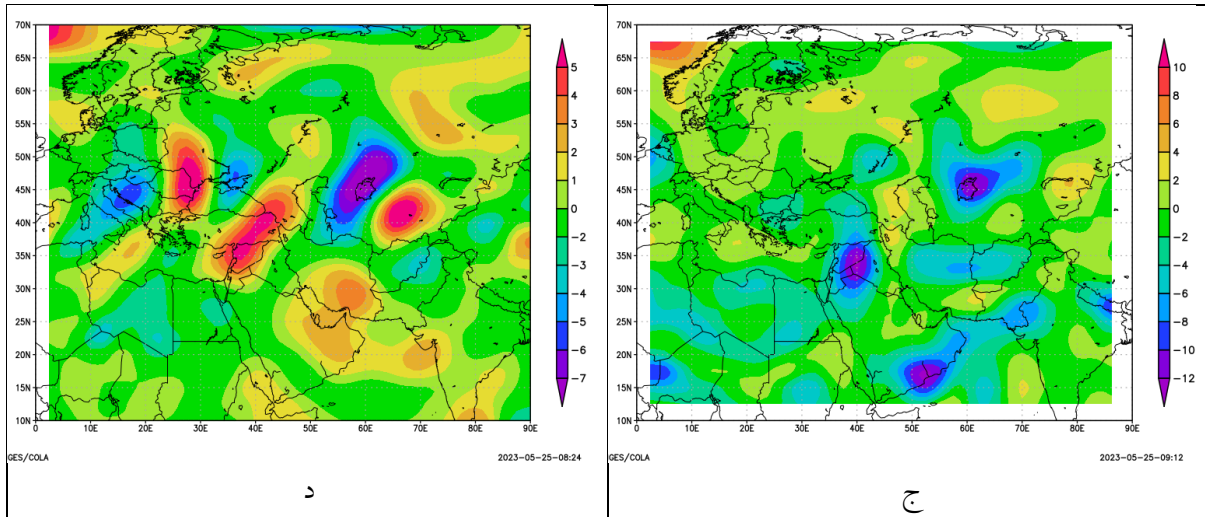 70N
65N
60N
55N
50N
45N
40N
35N
30N
25N
20N
15N
10N
0 10E 20E 30E 40E 50E 60E 70E 80E 90E
5
4
3
2
1
0
−1
−2
−3
−4
−5
−6
−7
GES/COLA 2023-05-25-08:24
د
70N
65N
60N
55N
50N
45N
40N
35N
30N
25N
20N
15N
10N
0 10E 20E 30E 40E 50E 60E 70E 80E 90E
10
8
6
4
2
0
−2
−4
−6
−8
−10
−12
GES/COLA 2023-05-25-09:12
ج